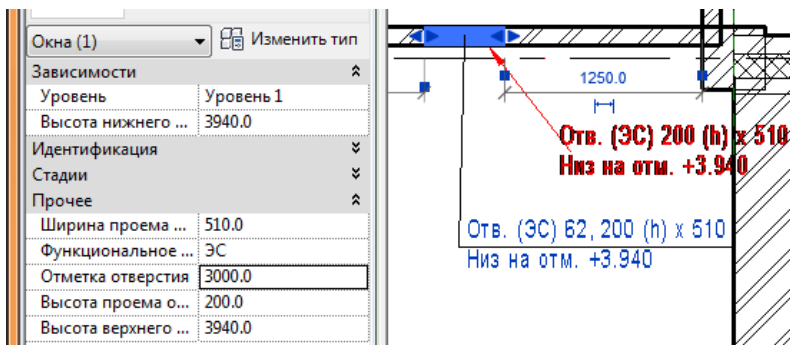 Окна (1)
Изменить тип
Зависимости
Уровень
Уровень 1
Высота нижнего ...
3940.0
Идентификация
Стадии
Прочее
Ширина проема ...
510.0
Функциональное ...
ЭС
Отметка отверстия
3000.0
Высота проема о...
200.0
Высота верхнего ...
3940.0
1250.0
Отв. (ЭС) 200 (h) x 510
Низ на отм. +3.940
Отв. (ЭС) 62, 200 (h) x 510
Низ на отм. +3.940